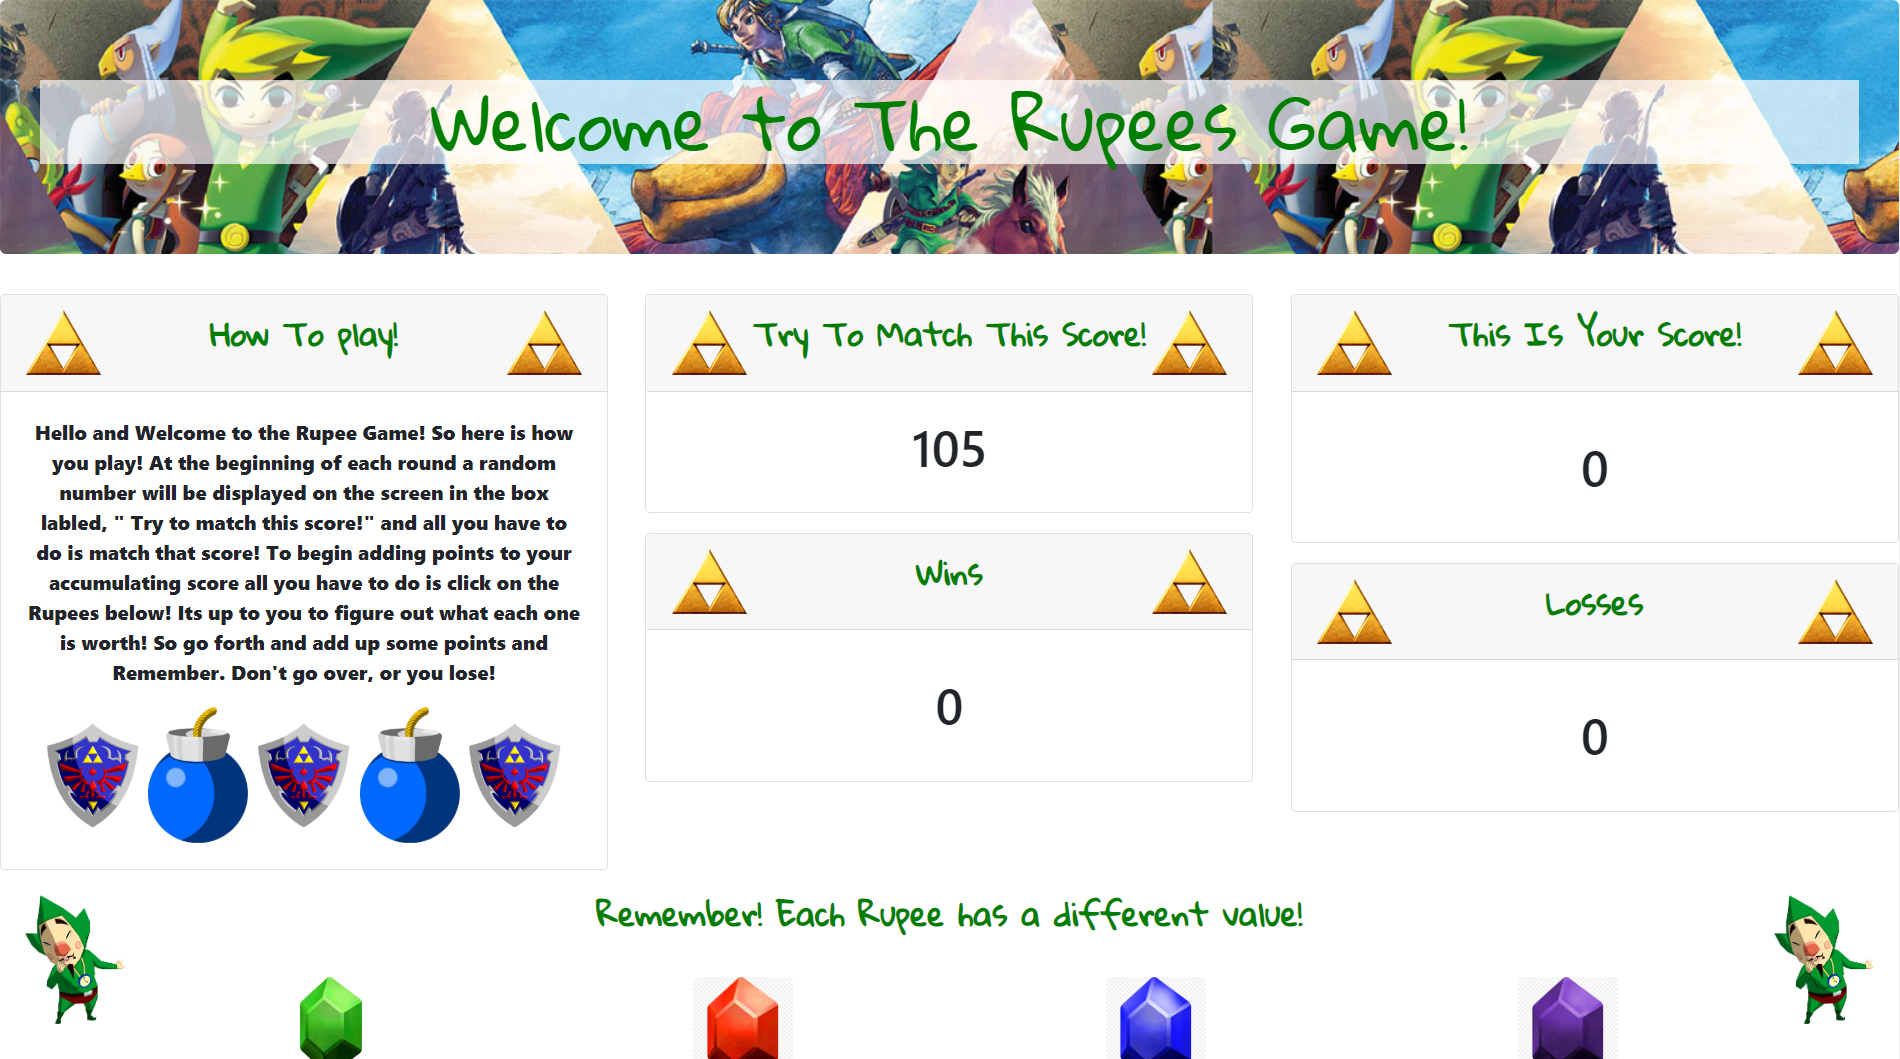 Welcome to The Rupees Game!
How To play!
Hello and Welcome to the Rupee Game! So here is how
you play! At the beginning of each round a random
number will be displayed on the screen in the box
labled, " Try to match this score!" and all you have to
do is match that score! To begin adding points to your
accumulating score all you have to do is click on the
Rupees below! Its up to you to figure out what each one
is worth! So go forth and add up some points and
Remember. Don't go over, or you lose!
Try To Match This Score!
105
Wins
0
This Is Your Score!
0
Losses
0
Remember! Each Rupee has a different value!